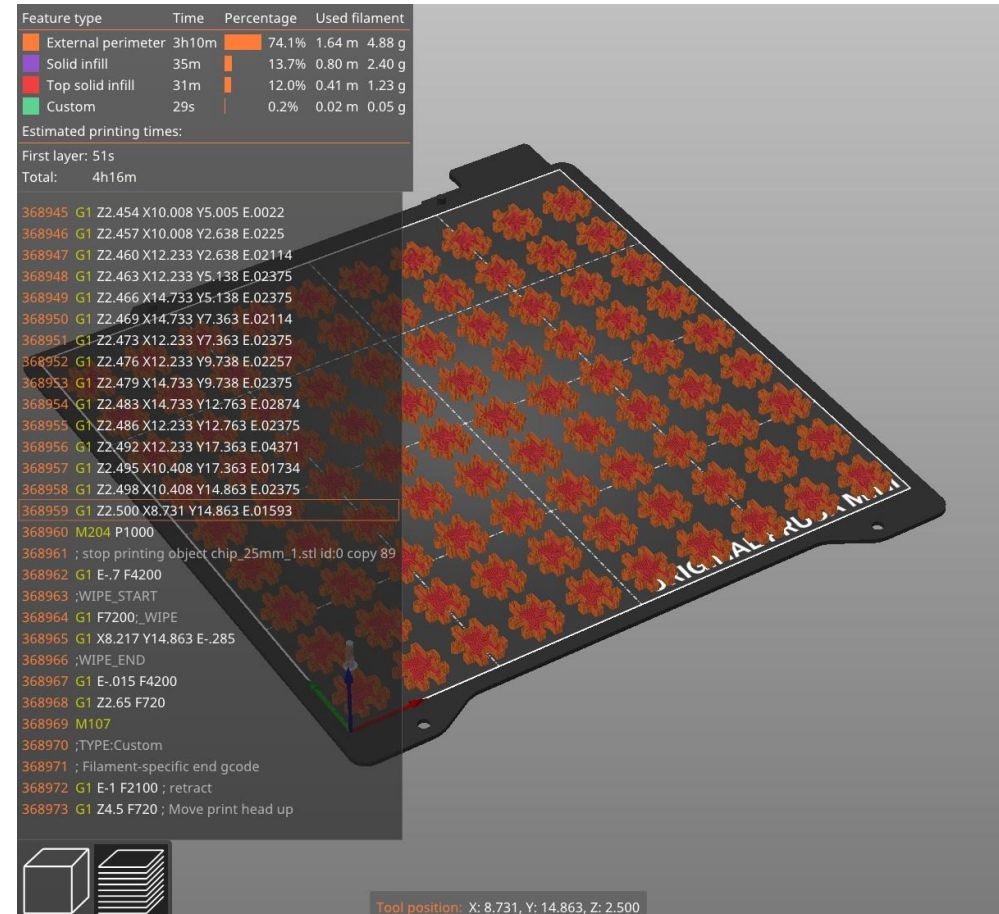 Feature type Time Percentage Used filament
External perimeter 3h10m 74.1% 1.64 m 4.88 g
Solid infill 35m 13.7% 0.80 m 2.40 g
Top solid infill 31m 12.0% 0.41 m 1.23 g
Custom 29s 0.2% 0.02 m 0.05 g
Estimated printing times:
First layer: 51s
Total: 4h16m
368945 G1 Z2.454 X10.008 Y5.005 E.0022
368946 G1 Z2.457 X10.008 Y2.638 E.0225
368947 G1 Z2.460 X12.233 Y2.638 E.02114
368948 G1 Z2.463 X12.233 Y5.138 E.02375
368949 G1 Z2.466 X14.733 Y5.138 E.02375
368950 G1 Z2.469 X14.733 Y7.363 E.02114
368951 G1 Z2.473 X12.233 Y7.363 E.02375
368952 G1 Z2.476 X12.233 Y9.738 E.02257
368953 G1 Z2.479 X14.733 Y9.738 E.02375
368954 G1 Z2.483 X14.733 Y12.763 E.02874
368955 G1 Z2.486 X12.233 Y12.763 E.02375
368956 G1 Z2.492 X12.233 Y17.363 E.04371
368957 G1 Z2.495 X10.408 Y17.363 E.01734
368958 G1 Z2.498 X10.408 Y14.863 E.02375
368959 G1 Z2.500 X8.731 Y14.863 E.01593
368960 M204 P1000
368961 ; stop printing object chip_25mm_1.stl id:0 copy 89
368962 G1 E-.7 F4200
368963 ;WIPE_START
368964 G1 F7200;_WIPE
368965 G1 X8.217 Y14.863 E-.285
368966 ;WIPE_END
368967 G1 E-.015 F4200
368968 G1 Z2.65 F720
368969 M107
368970 ;TYPE:Custom
368971 ; Filament-specific end gcode
368972 G1 E-1 F2100 ; retract
368973 G1 Z4.5 F720 ; Move print head up
Tool position: X: 8.731, Y: 14.863, Z: 2.500